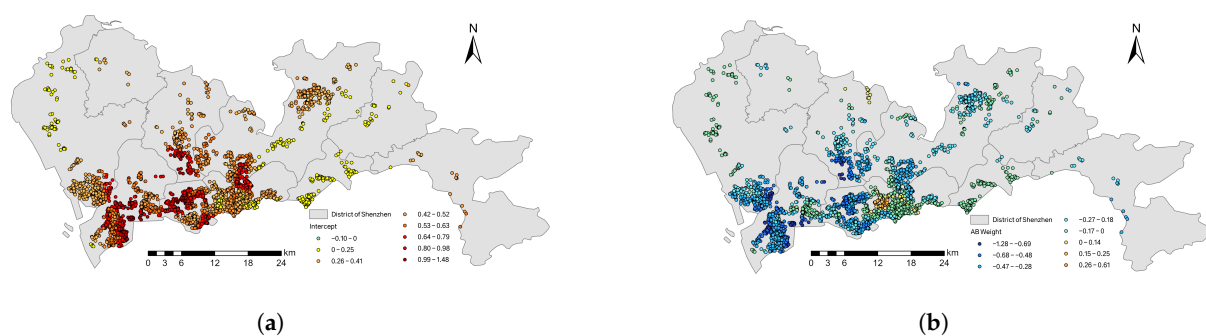 N
District of Shenzhen
Intercept
−0.10 – 0
0 – 0.25
0.26 – 0.41
0.42 – 0.52
0.53 – 0.63
0.64 – 0.79
0.80 – 0.98
0.99 – 1.48
km
0 3 6 12 18 24
(a)
N
District of Shenzhen
AB Weight
−1.28 – −0.69
−0.68 – −0.48
−0.47 – −0.28
−0.27 – 0.18
−0.17 – 0
0 – 0.14
0.15 – 0.25
0.26 – 0.61
km
0 3 6 12 18 24
(b)